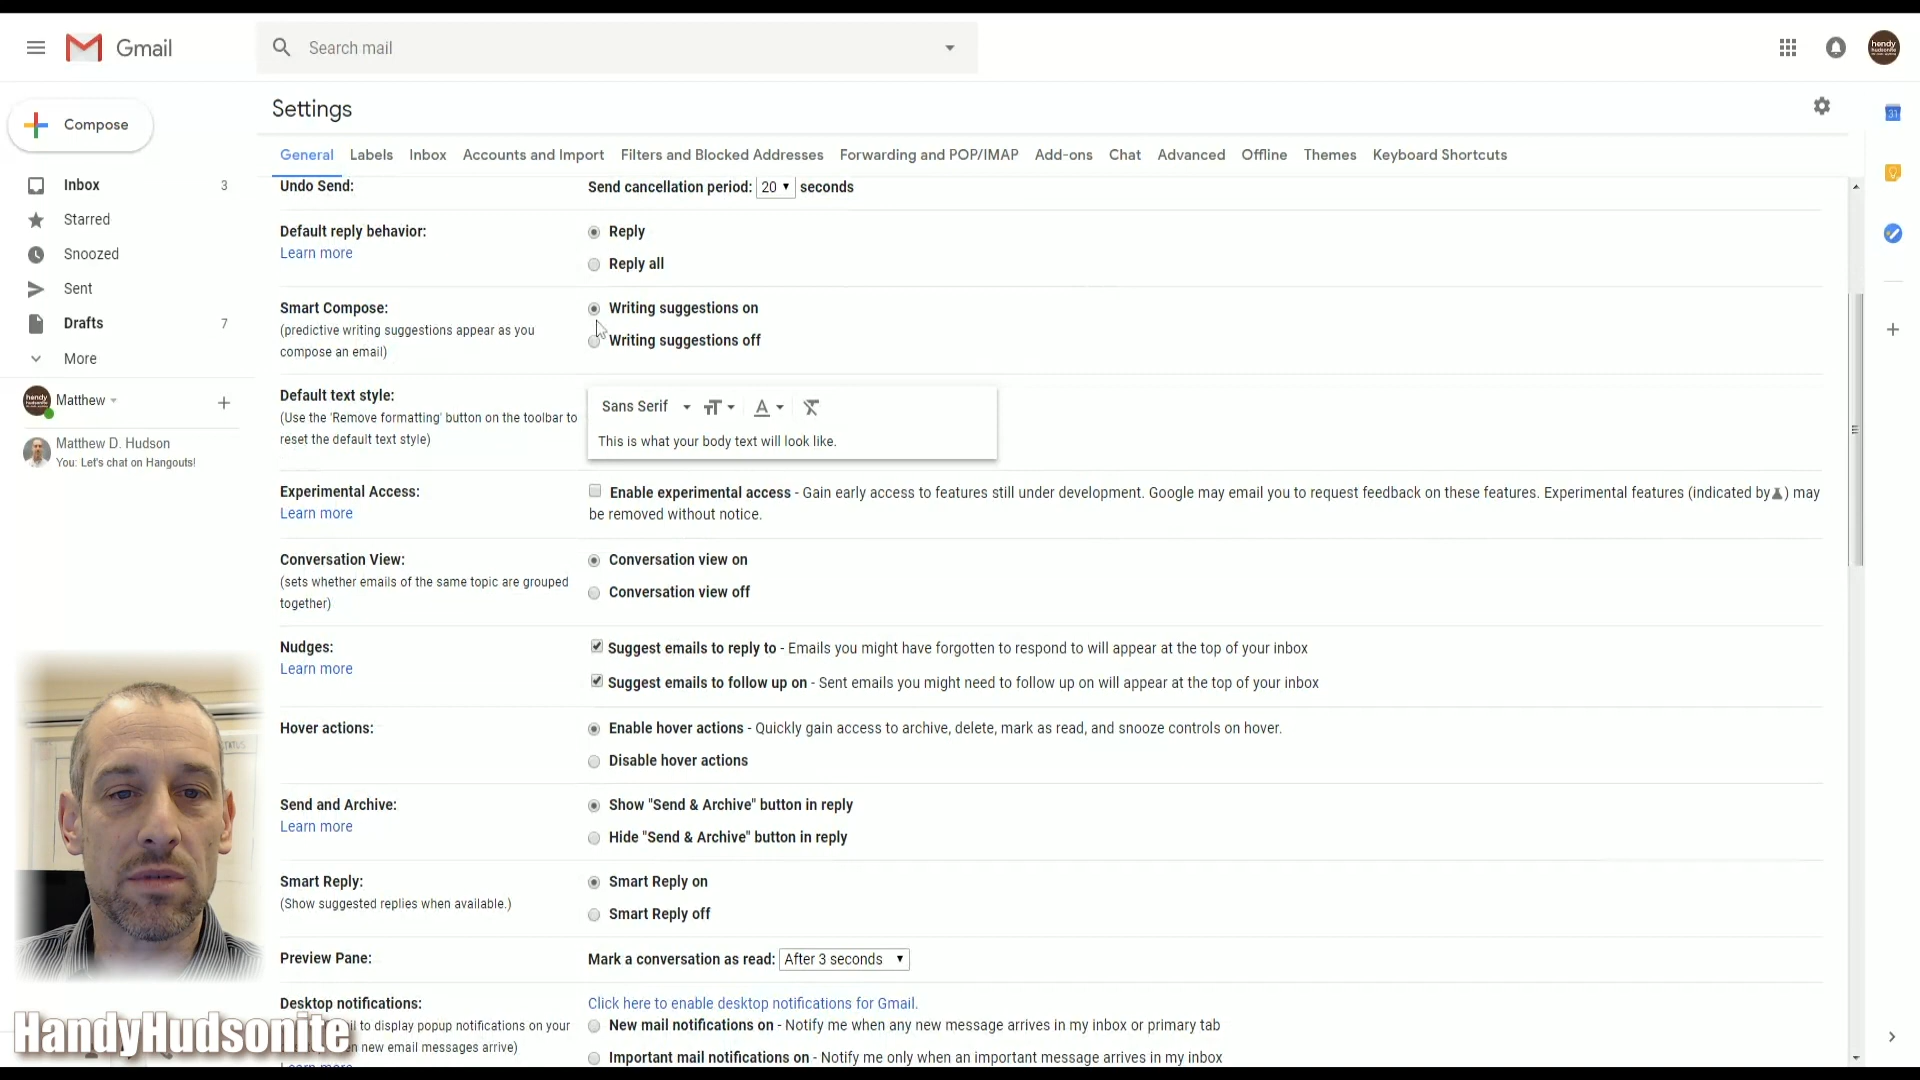 Gmail
Search mail
hendy
hudsonite
Compose
Settings
31
General Labels Inbox Accounts and Import Filters and Blocked Addresses Forwarding and POP/IMAP Add-ons Chat Advanced Offline Themes Keyboard Shortcuts
Inbox 3
Starred
Snoozed
Sent
Drafts 7
More
Matthew
Matthew D. Hudson
You: Let's chat on Hangouts!
Undo Send: Send cancellation period: 20 seconds
Default reply behavior: Reply
Learn more
Reply all
Smart Compose: Writing suggestions on
(predictive writing suggestions appear as you
compose an email)
Writing suggestions off
Default text style:
(Use the 'Remove formatting' button on the toolbar to
reset the default text style)
Sans Serif
This is what your body text will look like.
Experimental Access: Enable experimental access - Gain early access to features still under development. Google may email you to request feedback on these features. Experimental features (indicated by ) may
Learn more be removed without notice.
Conversation View: Conversation view on
(sets whether emails of the same topic are grouped
together)
Conversation view off
Nudges: Suggest emails to reply to - Emails you might have forgotten to respond to will appear at the top of your inbox
Learn more
Suggest emails to follow up on - Sent emails you might need to follow up on will appear at the top of your inbox
Hover actions: Enable hover actions - Quickly gain access to archive, delete, mark as read, and snooze controls on hover.
Disable hover actions
Send and Archive: Show "Send & Archive" button in reply
Learn more
Hide "Send & Archive" button in reply
Smart Reply: Smart Reply on
(Show suggested replies when available.)
Smart Reply off
Preview Pane: Mark a conversation as read: After 3 seconds
Desktop notifications: Click here to enable desktop notifications for Gmail.
to display popup notifications on your New mail notifications on - Notify me when any new message arrives in my inbox or primary tab
new email messages arrive) Important mail notifications on - Notify me only when an important message arrives in my inbox
Learn more
STATUS
HandyHudsonite